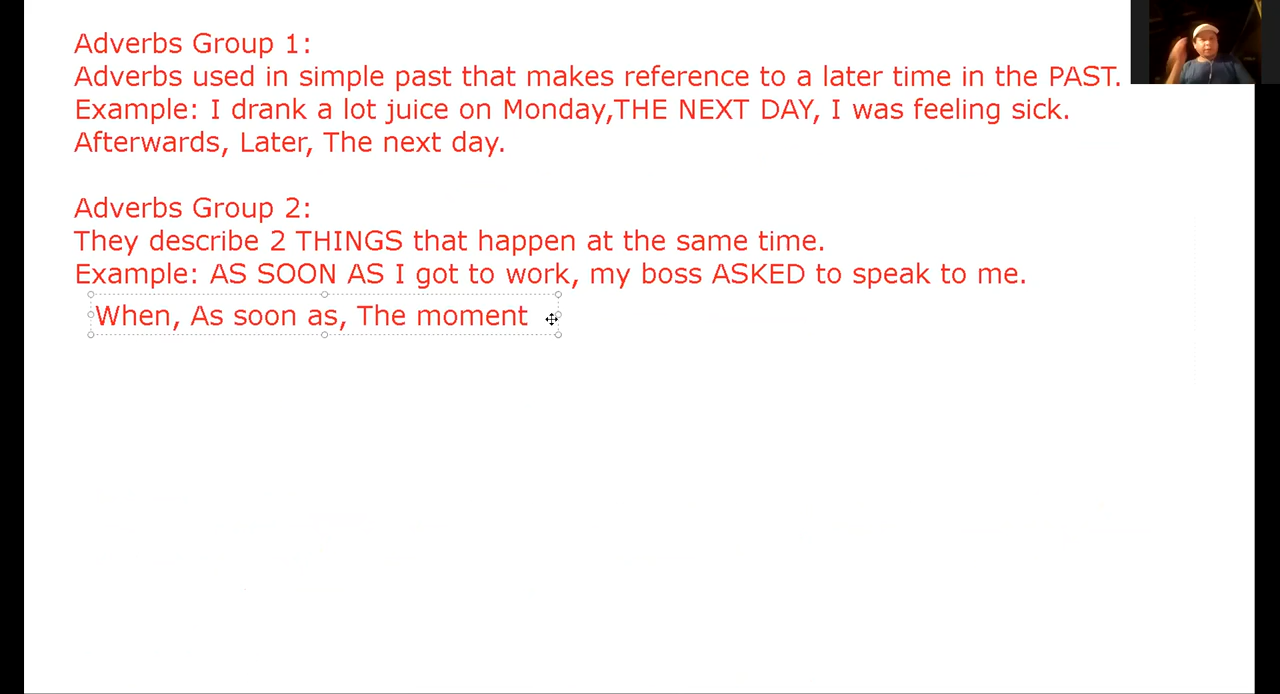 Adverbs Group 1:
Adverbs used in simple past that makes reference to a later time in the PAST.
Example: I drank a lot juice on Monday,THE NEXT DAY, I was feeling sick.
Afterwards, Later, The next day.
Adverbs Group 2:
They describe 2 THINGS that happen at the same time.
Example: AS SOON AS I got to work, my boss ASKED to speak to me.
When, As soon as, The moment